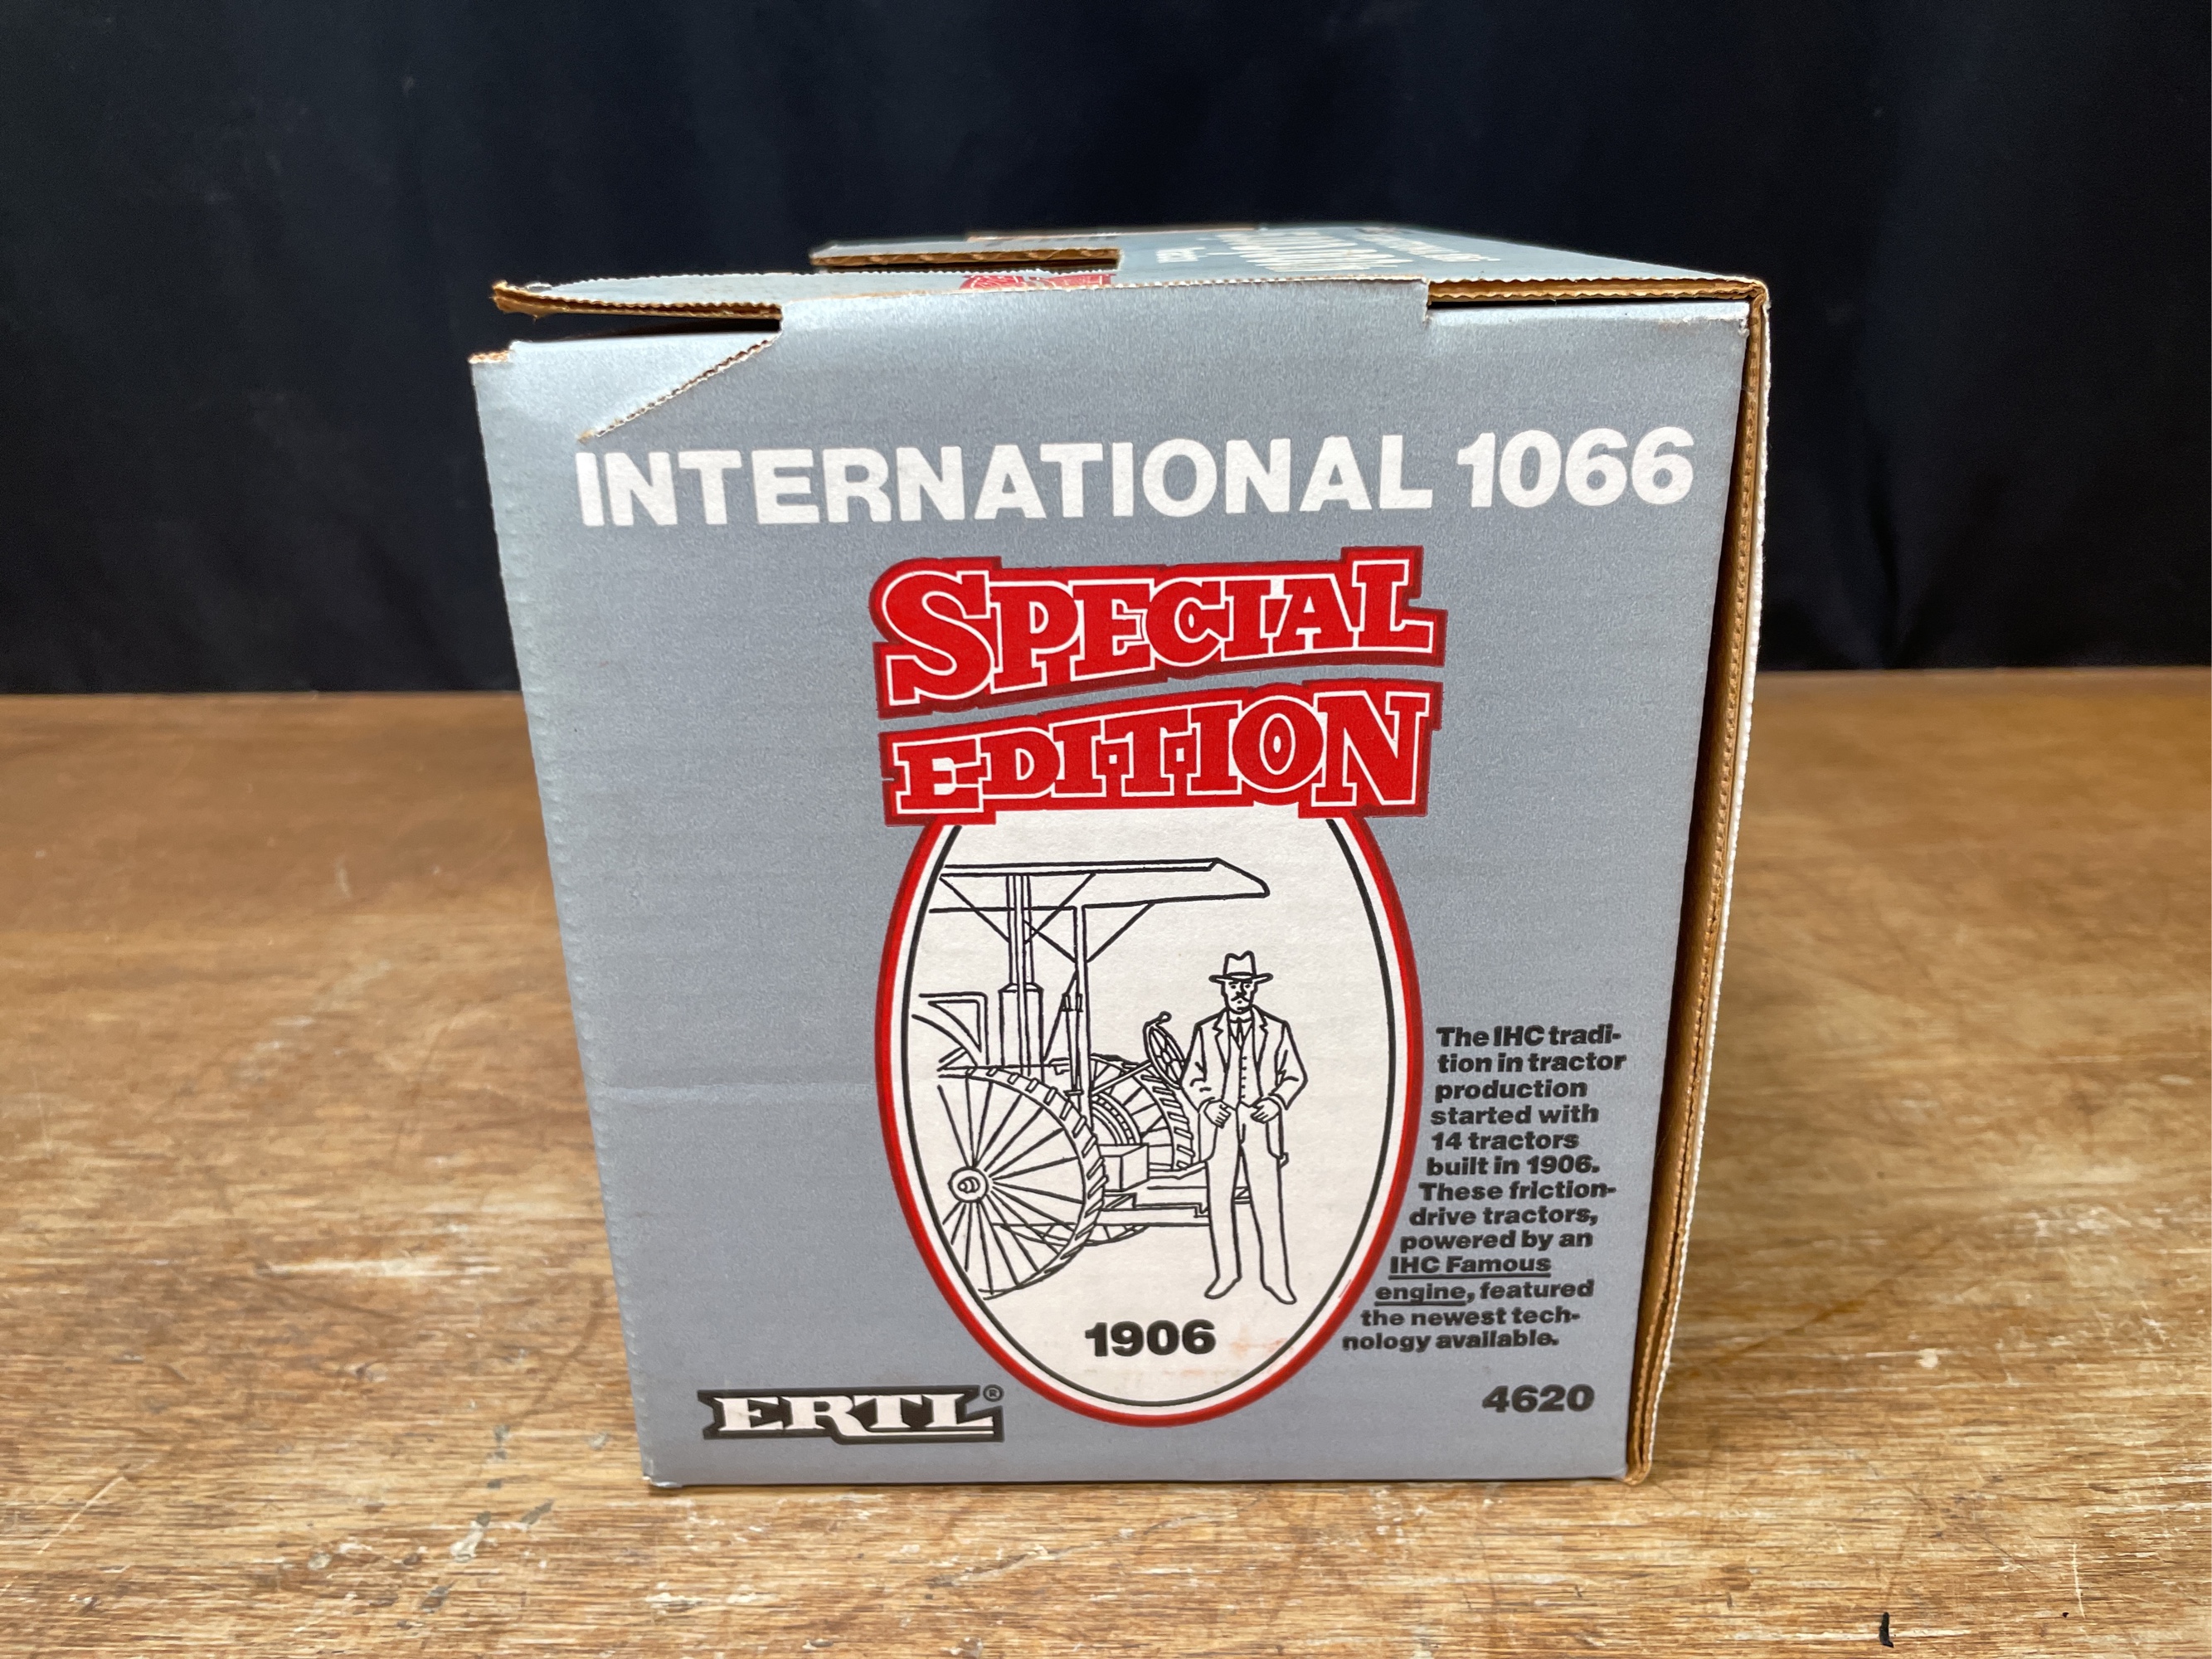 INTERNATIONAL 1066
SPECIAL
EDITION
The IHC tradi-
tion in tractor
production
started with
14 tractors
built in 1906.
These friction-
drive tractors,
powered by an
IHC Famous
engine, featured
the newest tech-
nology available.
1906
ERTL®
4620